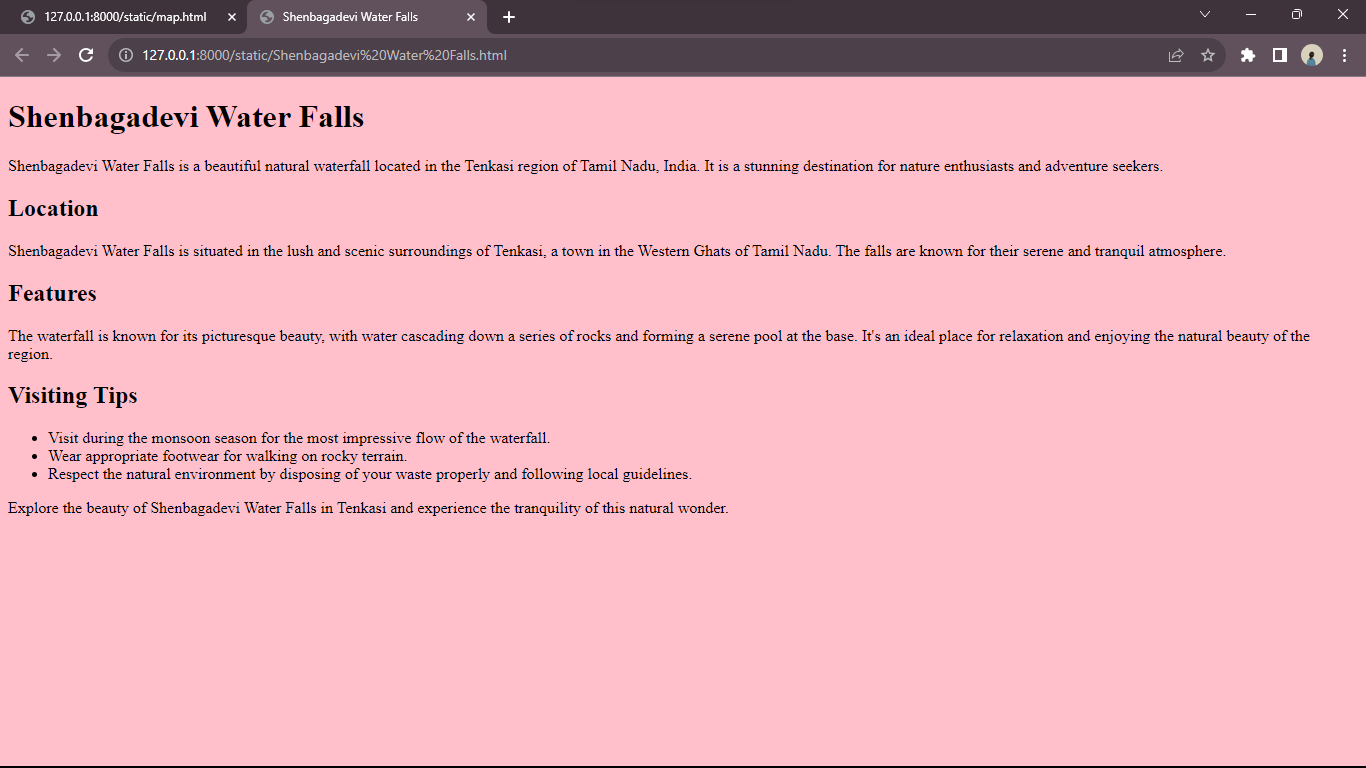 127.0.0.1:8000/static/map.html
Shenbagadevi Water Falls
127.0.0.1:8000/static/Shenbagadevi%20Water%20Falls.html
Shenbagadevi Water Falls
Shenbagadevi Water Falls is a beautiful natural waterfall located in the Tenkasi region of Tamil Nadu, India. It is a stunning destination for nature enthusiasts and adventure seekers.
Location
Shenbagadevi Water Falls is situated in the lush and scenic surroundings of Tenkasi, a town in the Western Ghats of Tamil Nadu. The falls are known for their serene and tranquil atmosphere.
Features
The waterfall is known for its picturesque beauty, with water cascading down a series of rocks and forming a serene pool at the base. It's an ideal place for relaxation and enjoying the natural beauty of the
region.
Visiting Tips
• Visit during the monsoon season for the most impressive flow of the waterfall.
• Wear appropriate footwear for walking on rocky terrain.
• Respect the natural environment by disposing of your waste properly and following local guidelines.
Explore the beauty of Shenbagadevi Water Falls in Tenkasi and experience the tranquility of this natural wonder.